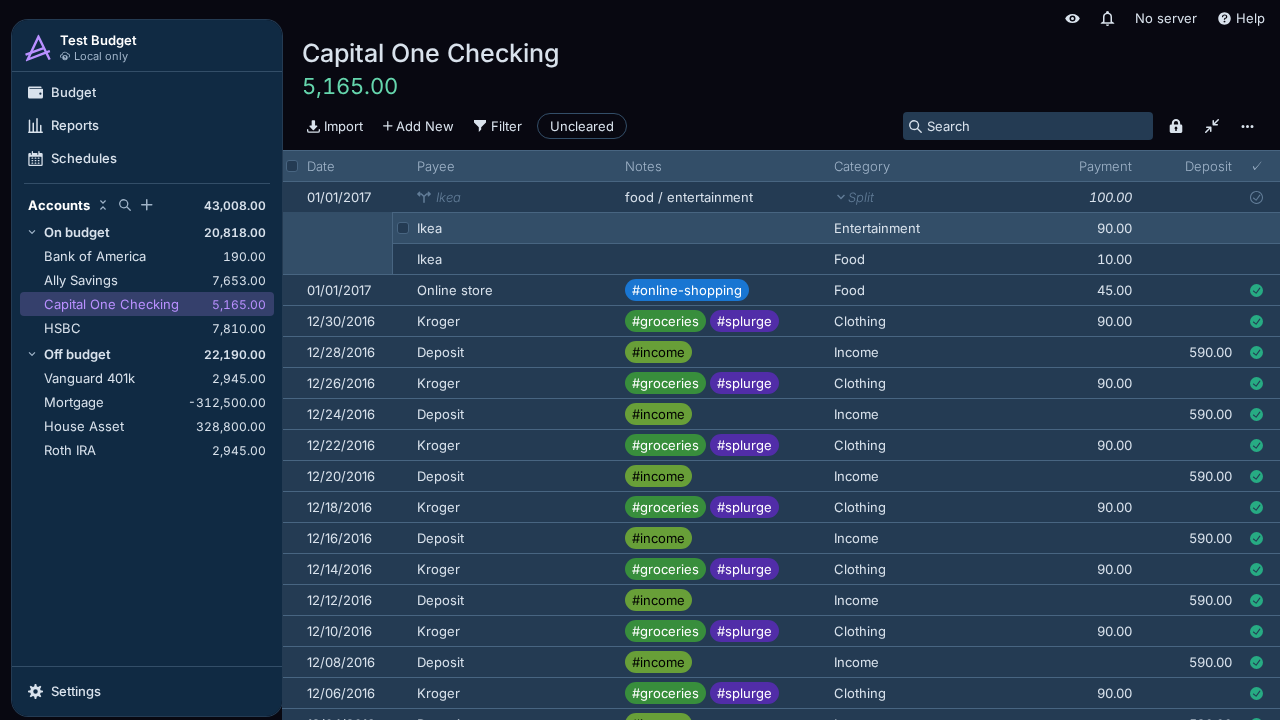 Test Budget
Local only
Budget
Reports
Schedules
Accounts 43,008.00
On budget 20,818.00
Bank of America 190.00
Ally Savings 7,653.00
Capital One Checking 5,165.00
HSBC 7,810.00
Off budget 22,190.00
Vanguard 401k 2,945.00
Mortgage -312,500.00
House Asset 328,800.00
Roth IRA 2,945.00
Settings
No server Help
Capital One Checking
5,165.00
Import Add New Filter Uncleared Search
Date Payee Notes Category Payment Deposit ✓
01/01/2017 Ikea food / entertainment Split 100.00
Ikea Entertainment 90.00
Ikea Food 10.00
01/01/2017 Online store #online-shopping Food 45.00
12/30/2016 Kroger #groceries #splurge Clothing 90.00
12/28/2016 Deposit #income Income 590.00
12/26/2016 Kroger #groceries #splurge Clothing 90.00
12/24/2016 Deposit #income Income 590.00
12/22/2016 Kroger #groceries #splurge Clothing 90.00
12/20/2016 Deposit #income Income 590.00
12/18/2016 Kroger #groceries #splurge Clothing 90.00
12/16/2016 Deposit #income Income 590.00
12/14/2016 Kroger #groceries #splurge Clothing 90.00
12/12/2016 Deposit #income Income 590.00
12/10/2016 Kroger #groceries #splurge Clothing 90.00
12/08/2016 Deposit #income Income 590.00
12/06/2016 Kroger #groceries #splurge Clothing 90.00